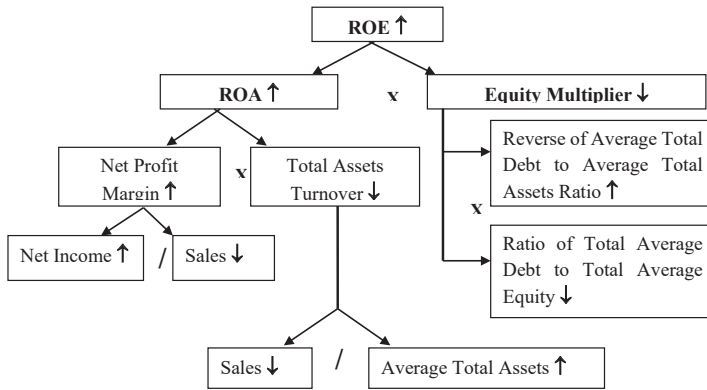 ROE ↑
ROA ↑
x
Equity Multiplier ↓
Net Profit
Margin ↑
x
Total Assets
Turnover ↓
Reverse of Average Total
Debt to Average Total
Assets Ratio ↑
x
Net Income ↑
/
Sales ↓
Ratio of Total Average
Debt to Total Average
Equity ↓
Sales ↓
/
Average Total Assets ↑